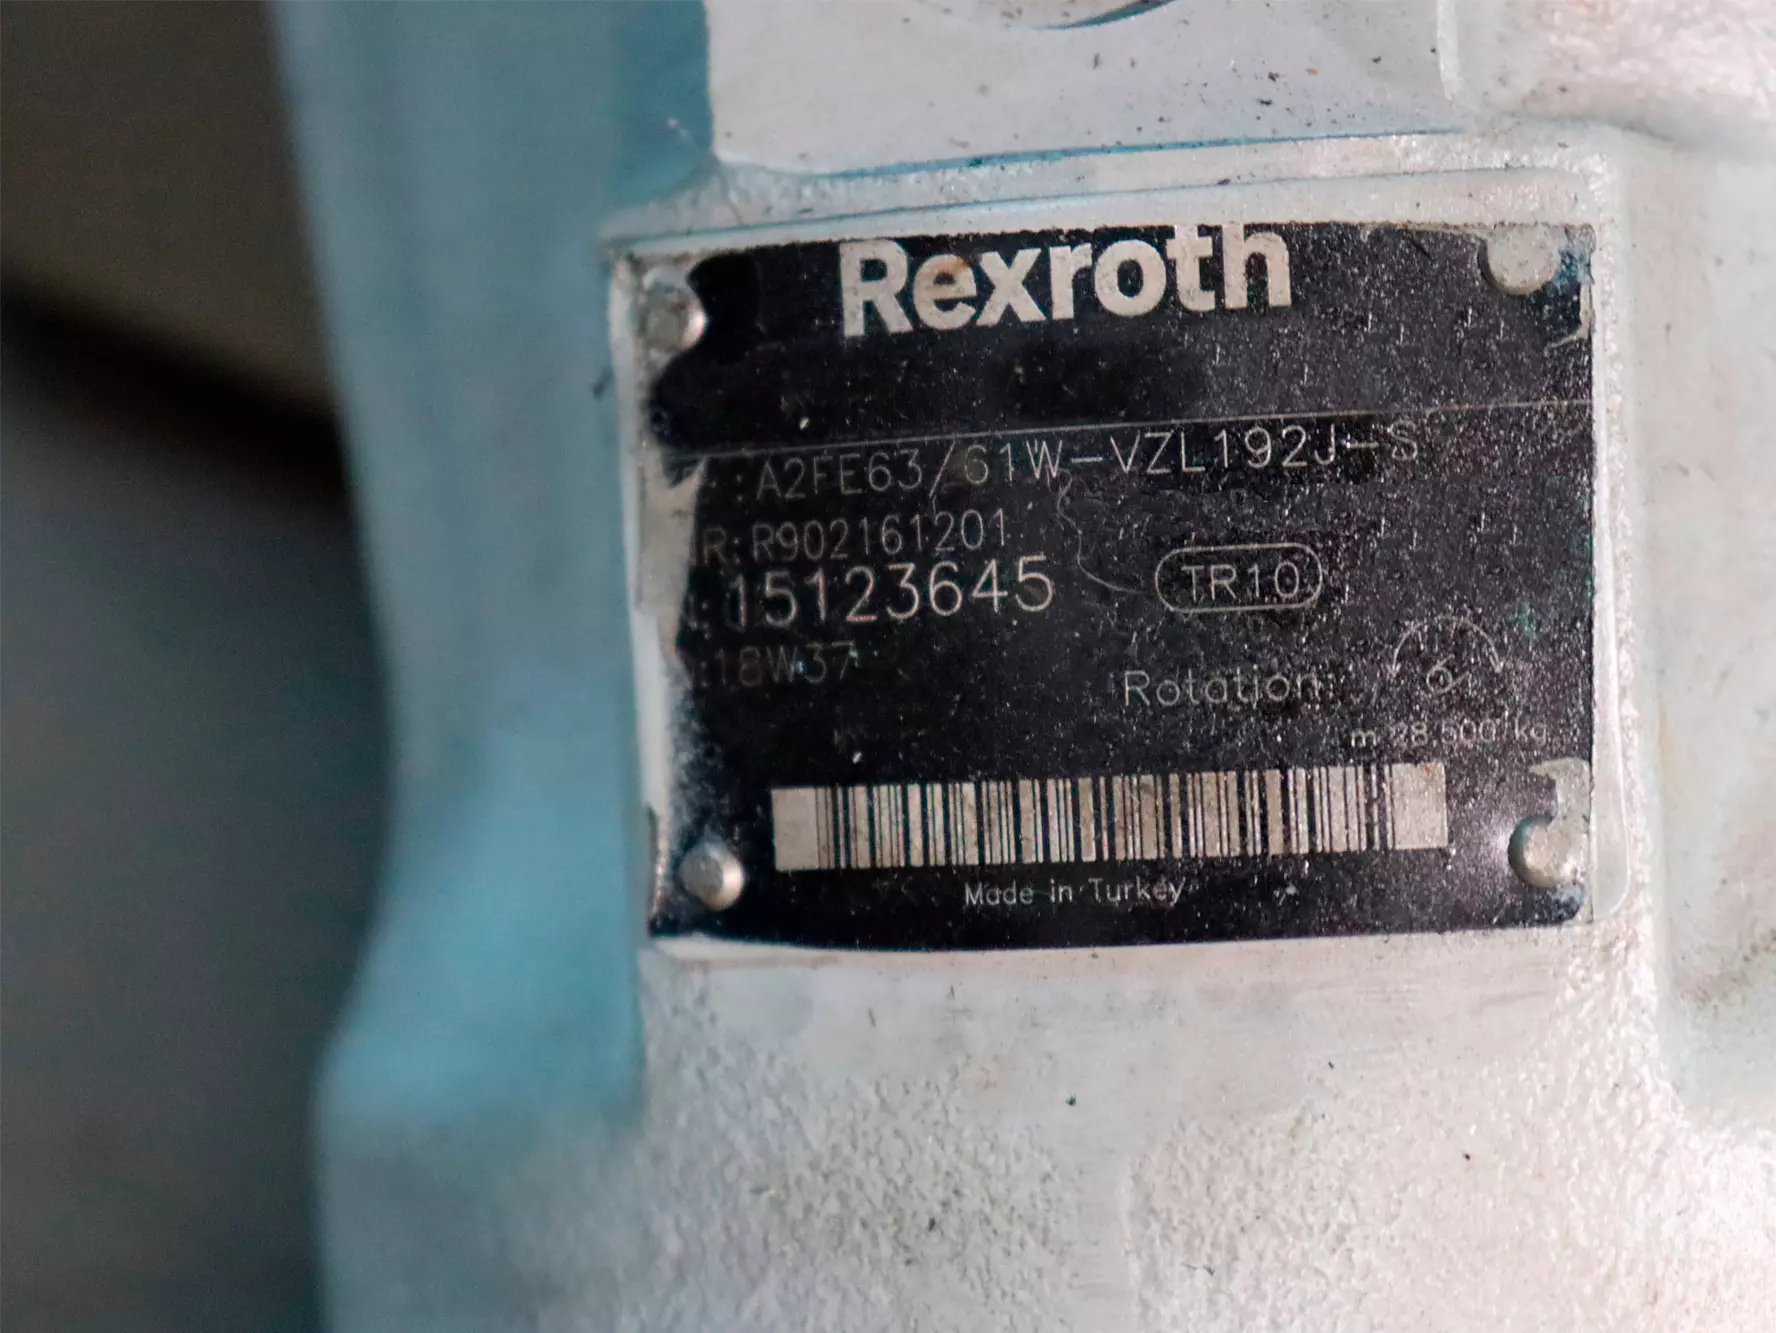 Rexroth
: A2FE63/61W-VZL192J-S
R: R902161201
: 15123645
TR10
: 18W37
Rotation:
m 28.500 kg
Made in Turkey